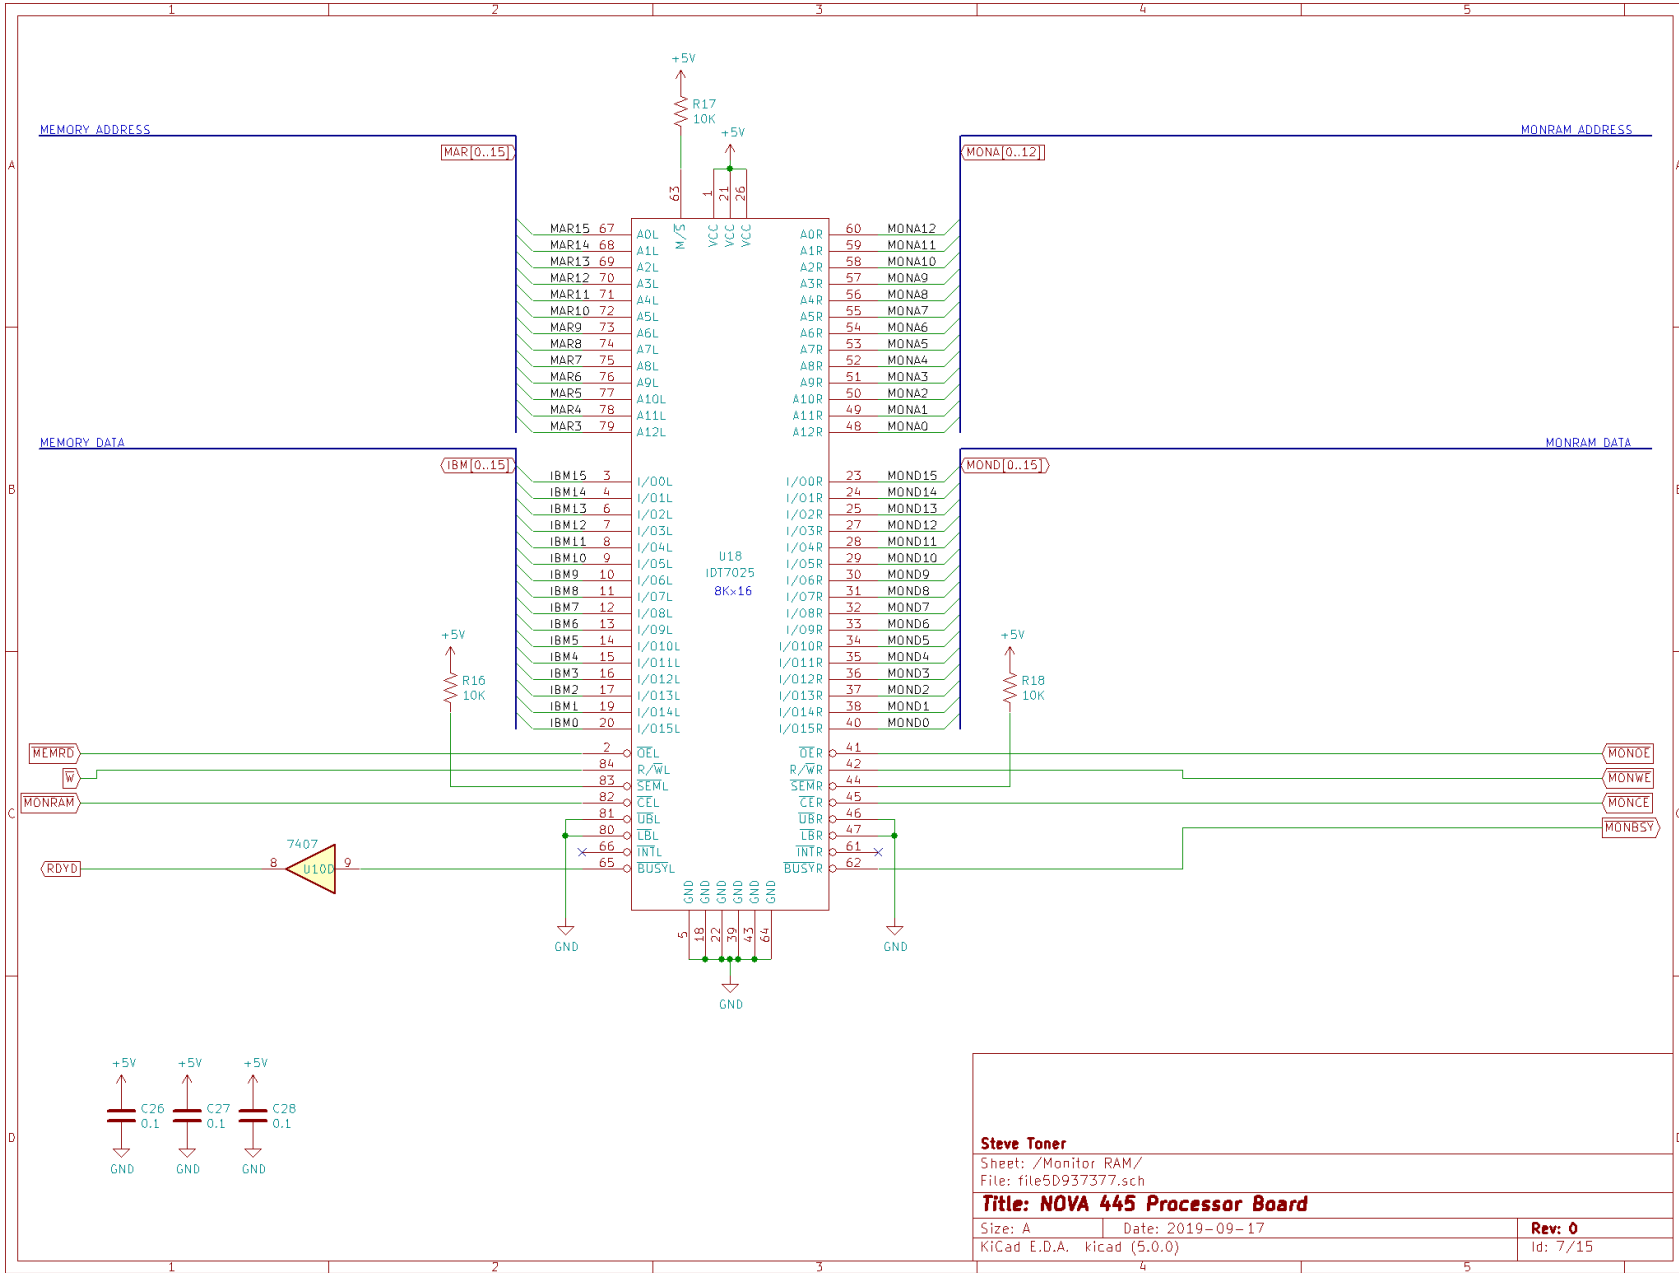 1 2 3 4 5
A
B
C
D
+5V
R17
10K
+5V
MEMORY ADDRESS
MAR[0..15]
MONRAM ADDRESS
MONA[0..12]
63 1 21 26
M/S VCC VCC VCC
MAR15 67 A0L A0R 60 MONA12
MAR14 68 A1L A1R 59 MONA11
MAR13 69 A2L A2R 58 MONA10
MAR12 70 A3L A3R 57 MONA9
MAR11 71 A4L A4R 56 MONA8
MAR10 72 A5L A5R 55 MONA7
MAR9 73 A6L A6R 54 MONA6
MAR8 74 A7L A7R 53 MONA5
MAR7 75 A8L A8R 52 MONA4
MAR6 76 A9L A9R 51 MONA3
MAR5 77 A10L A10R 50 MONA2
MAR4 78 A11L A11R 49 MONA1
MAR3 79 A12L A12R 48 MONA0
MEMORY DATA
IBM[0..15]
MONRAM DATA
MOND[0..15]
IBM15 3 I/O0L I/O0R 23 MOND15
IBM14 4 I/O1L I/O1R 24 MOND14
IBM13 6 I/O2L I/O2R 25 MOND13
IBM12 7 I/O3L I/O3R 27 MOND12
IBM11 8 I/O4L I/O4R 28 MOND11
IBM10 9 I/O5L I/O5R 29 MOND10
IBM9 10 I/O6L I/O6R 30 MOND9
IBM8 11 I/O7L I/O7R 31 MOND8
IBM7 12 I/O8L I/O8R 32 MOND7
IBM6 13 I/O9L I/O9R 33 MOND6
IBM5 14 I/O10L I/O10R 34 MOND5
IBM4 15 I/O11L I/O11R 35 MOND4
IBM3 16 I/O12L I/O12R 36 MOND3
IBM2 17 I/O13L I/O13R 37 MOND2
IBM1 19 I/O14L I/O14R 38 MOND1
IBM0 20 I/O15L I/O15R 40 MOND0
U18
IDT7025
8Kx16
+5V
R16
10K
+5V
R18
10K
MEMRD 2 OEL OER 41 MONOE
W 84 R/WL R/WR 42 MONWE
83 SEML SEMR 44
MONRAM 82 CEL CER 45 MONCE
81 UBL UBR 46
80 LBL LBR 47 MONBSY
66 INTL INTR 61
RDYD 8 U10D 9 65 BUSYL BUSYR 62
7407
GND GND GND GND GND GND
5 18 22 39 43 64
GND
GND
GND
+5V +5V +5V
C26 C27 C28
0.1 0.1 0.1
GND GND GND
Steve Toner
Sheet: /Monitor RAM/
File: file5D937377.sch
Title: NOVA 445 Processor Board
Size: A Date: 2019-09-17 Rev: 0
KiCad E.D.A. kicad (5.0.0) Id: 7/15
1 2 3 4 5